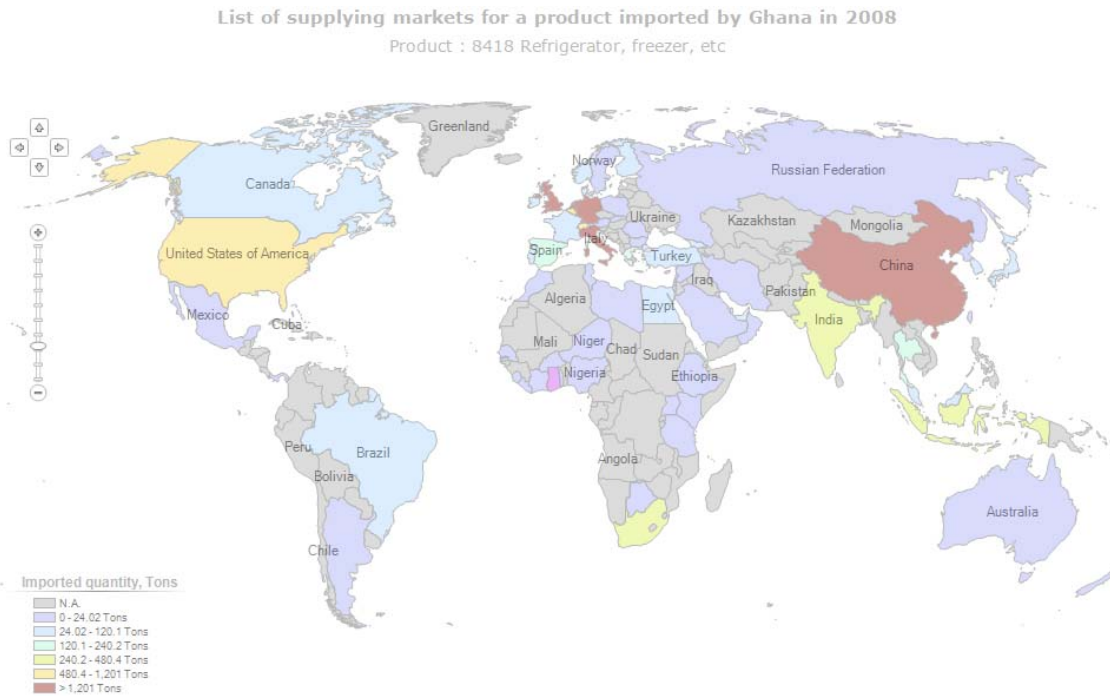 List of supplying markets for a product imported by Ghana in 2008
Product : 8418 Refrigerator, freezer, etc
Greenland
Norway
Russian Federation
Canada
Ukraine
Kazakhstan
Mongolia
United States of America
Spain
Italy
Turkey
China
Iraq
Pakistan
Mexico
Cuba
Algeria
Egypt
India
Mali
Niger
Chad
Sudan
Nigeria
Ethiopia
Peru
Brazil
Angola
Bolivia
Australia
Chile
Imported quantity, Tons
N.A.
0 - 24.02 Tons
24.02 - 120.1 Tons
120.1 - 240.2 Tons
240.2 - 480.4 Tons
480.4 - 1,201 Tons
> 1,201 Tons